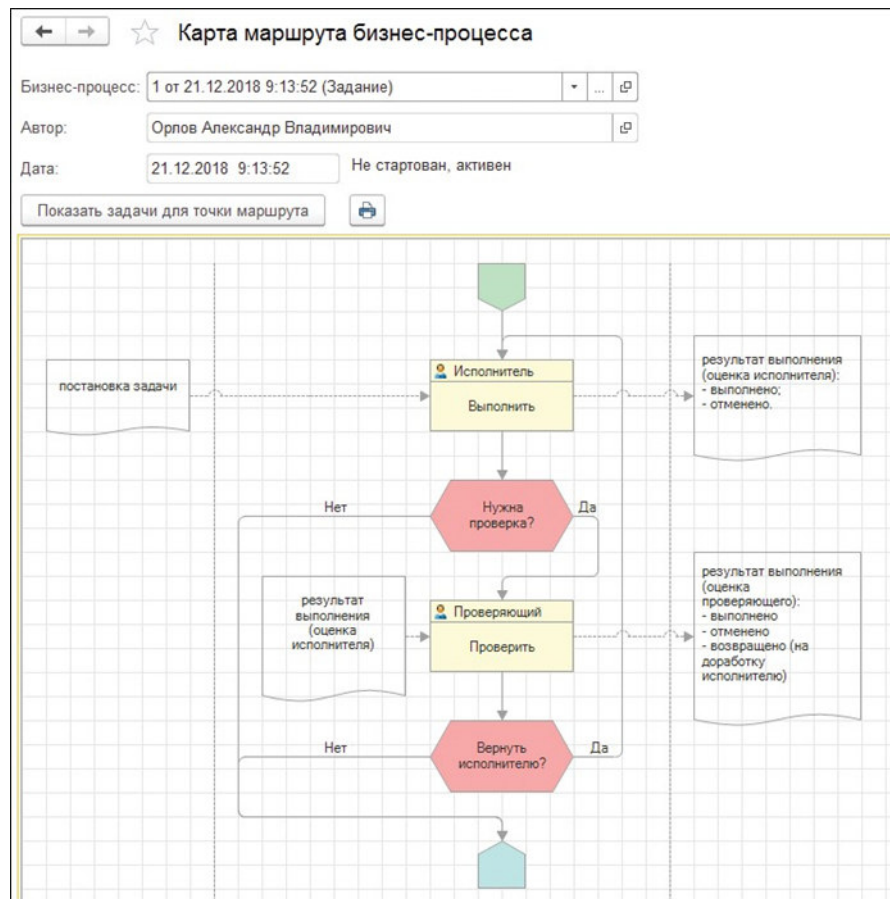 Карта маршрута бизнес-процесса
Бизнес-процесс: 1 от 21.12.2018 9:13:52 (Задание)
...
Автор: Орлов Александр Владимирович
Дата: 21.12.2018 9:13:52 Не стартован, активен
Показать задачи для точки маршрута
постановка задачи
Исполнитель
Выполнить
результат выполнения
(оценка исполнителя):
- выполнено;
- отменено.
Нет
Нужна
проверка?
Да
результат
выполнения
(оценка
исполнителя)
Проверяющий
Проверить
результат выполнения
(оценка
проверяющего):
- выполнено
- отменено
- возвращено (на
доработку
исполнителю)
Нет
Вернуть
исполнителю?
Да